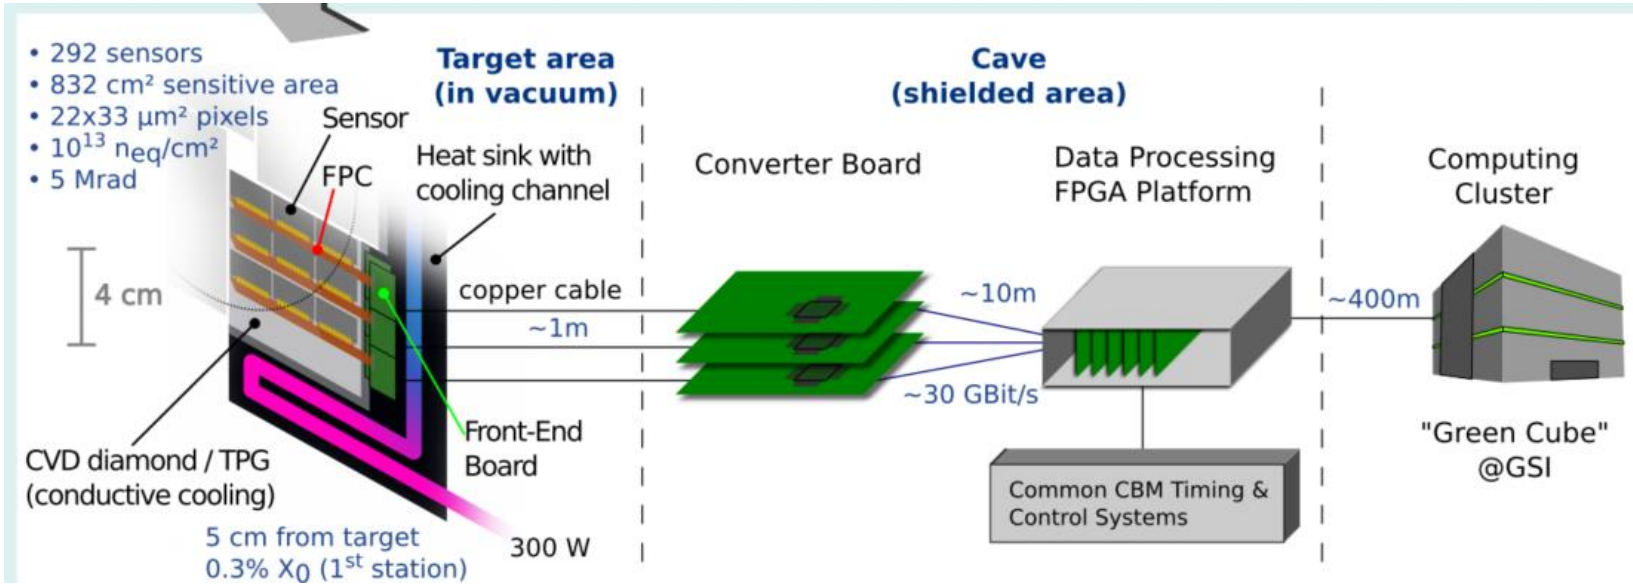 • 292 sensors
• 832 cm² sensitive area
• 22x33 µm² pixels
• 10¹³ neq/cm²
• 5 Mrad
Target area
(in vacuum)
Cave
(shielded area)
Sensor
FPC
Heat sink with
cooling channel
4 cm
copper cable
~1m
Converter Board
Data Processing
FPGA Platform
Computing
Cluster
~10m
~30 GBit/s
~400m
Front-End
Board
CVD diamond / TPG
(conductive cooling)
5 cm from target
0.3% X₀ (1ˢᵗ station)
300 W
Common CBM Timing &
Control Systems
"Green Cube"
@GSI